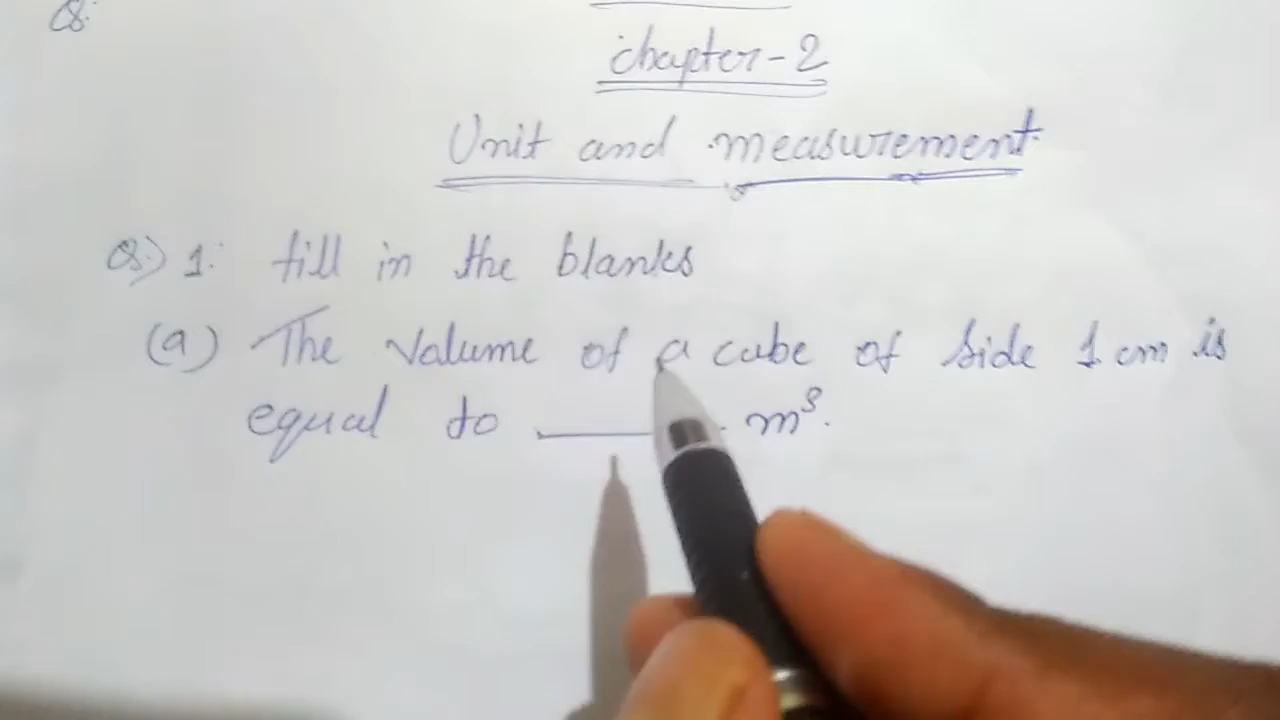 Q.
Chapter-2
Unit and measurement
Q) 1. fill in the blanks
(a) The Valume of a cube of side 1 cm is
equal to ______ m³.